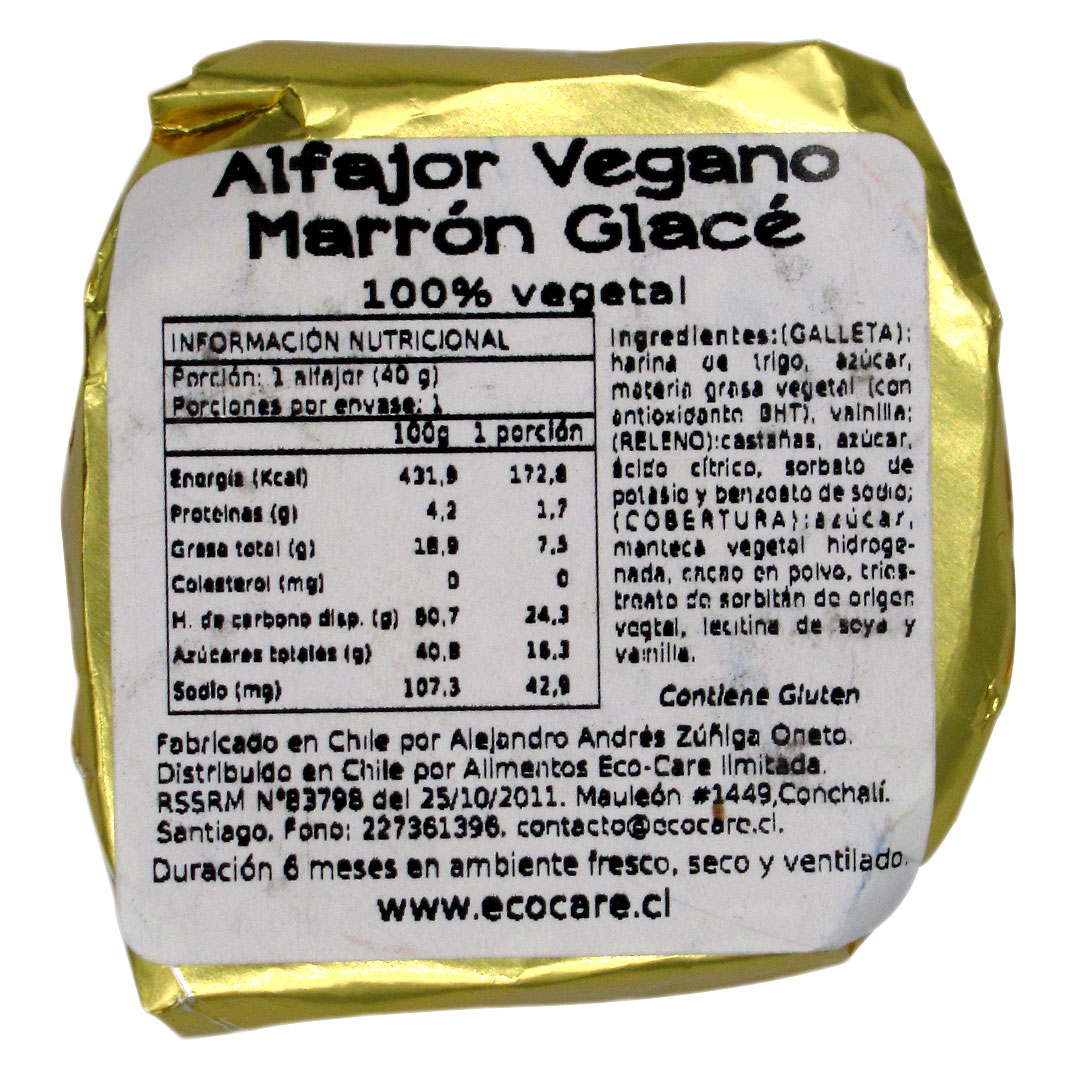 Alfajor Vegano
Marrón Glacé
100% vegetal
INFORMACIÓN NUTRICIONAL
Porción: 1 alfajor (40 g)
Porciones por envase: 1
100g 1 porción
Energía (Kcal) 431,9 172,8
Proteínas (g) 4,2 1,7
Grasa total (g) 18,9 7,5
Colesterol (mg) 0 0
H. de carbono disp. (g) 60,7 24,3
Azúcares totales (g) 40,8 16,3
Sodio (mg) 107,3 42,9
Ingredientes:(GALLETA):
harina de trigo, azúcar,
materia grasa vegetal (con
antioxidante BHT), vainilla;
(RELENO):castañas, azúcar,
ácido cítrico, sorbato de
potasio y benzoato de sodio;
(COBERTURA):azúcar,
manteca vegetal hidroge-
nada, cacao en polvo, tries-
treato de sorbitán de origen
vegtal, lecitina de soya y
vainilla.
Contiene Gluten
Fabricado en Chile por Alejandro Andrés Zúñiga Oneto.
Distribuido en Chile por Alimentos Eco-Care limitada.
RSSRM N°83798 del 25/10/2011. Mauleón #1449,Conchalí.
Santiago. Fono: 227361396. contacto@ecocare.cl.
Duración 6 meses en ambiente fresco, seco y ventilado.
www.ecocare.cl